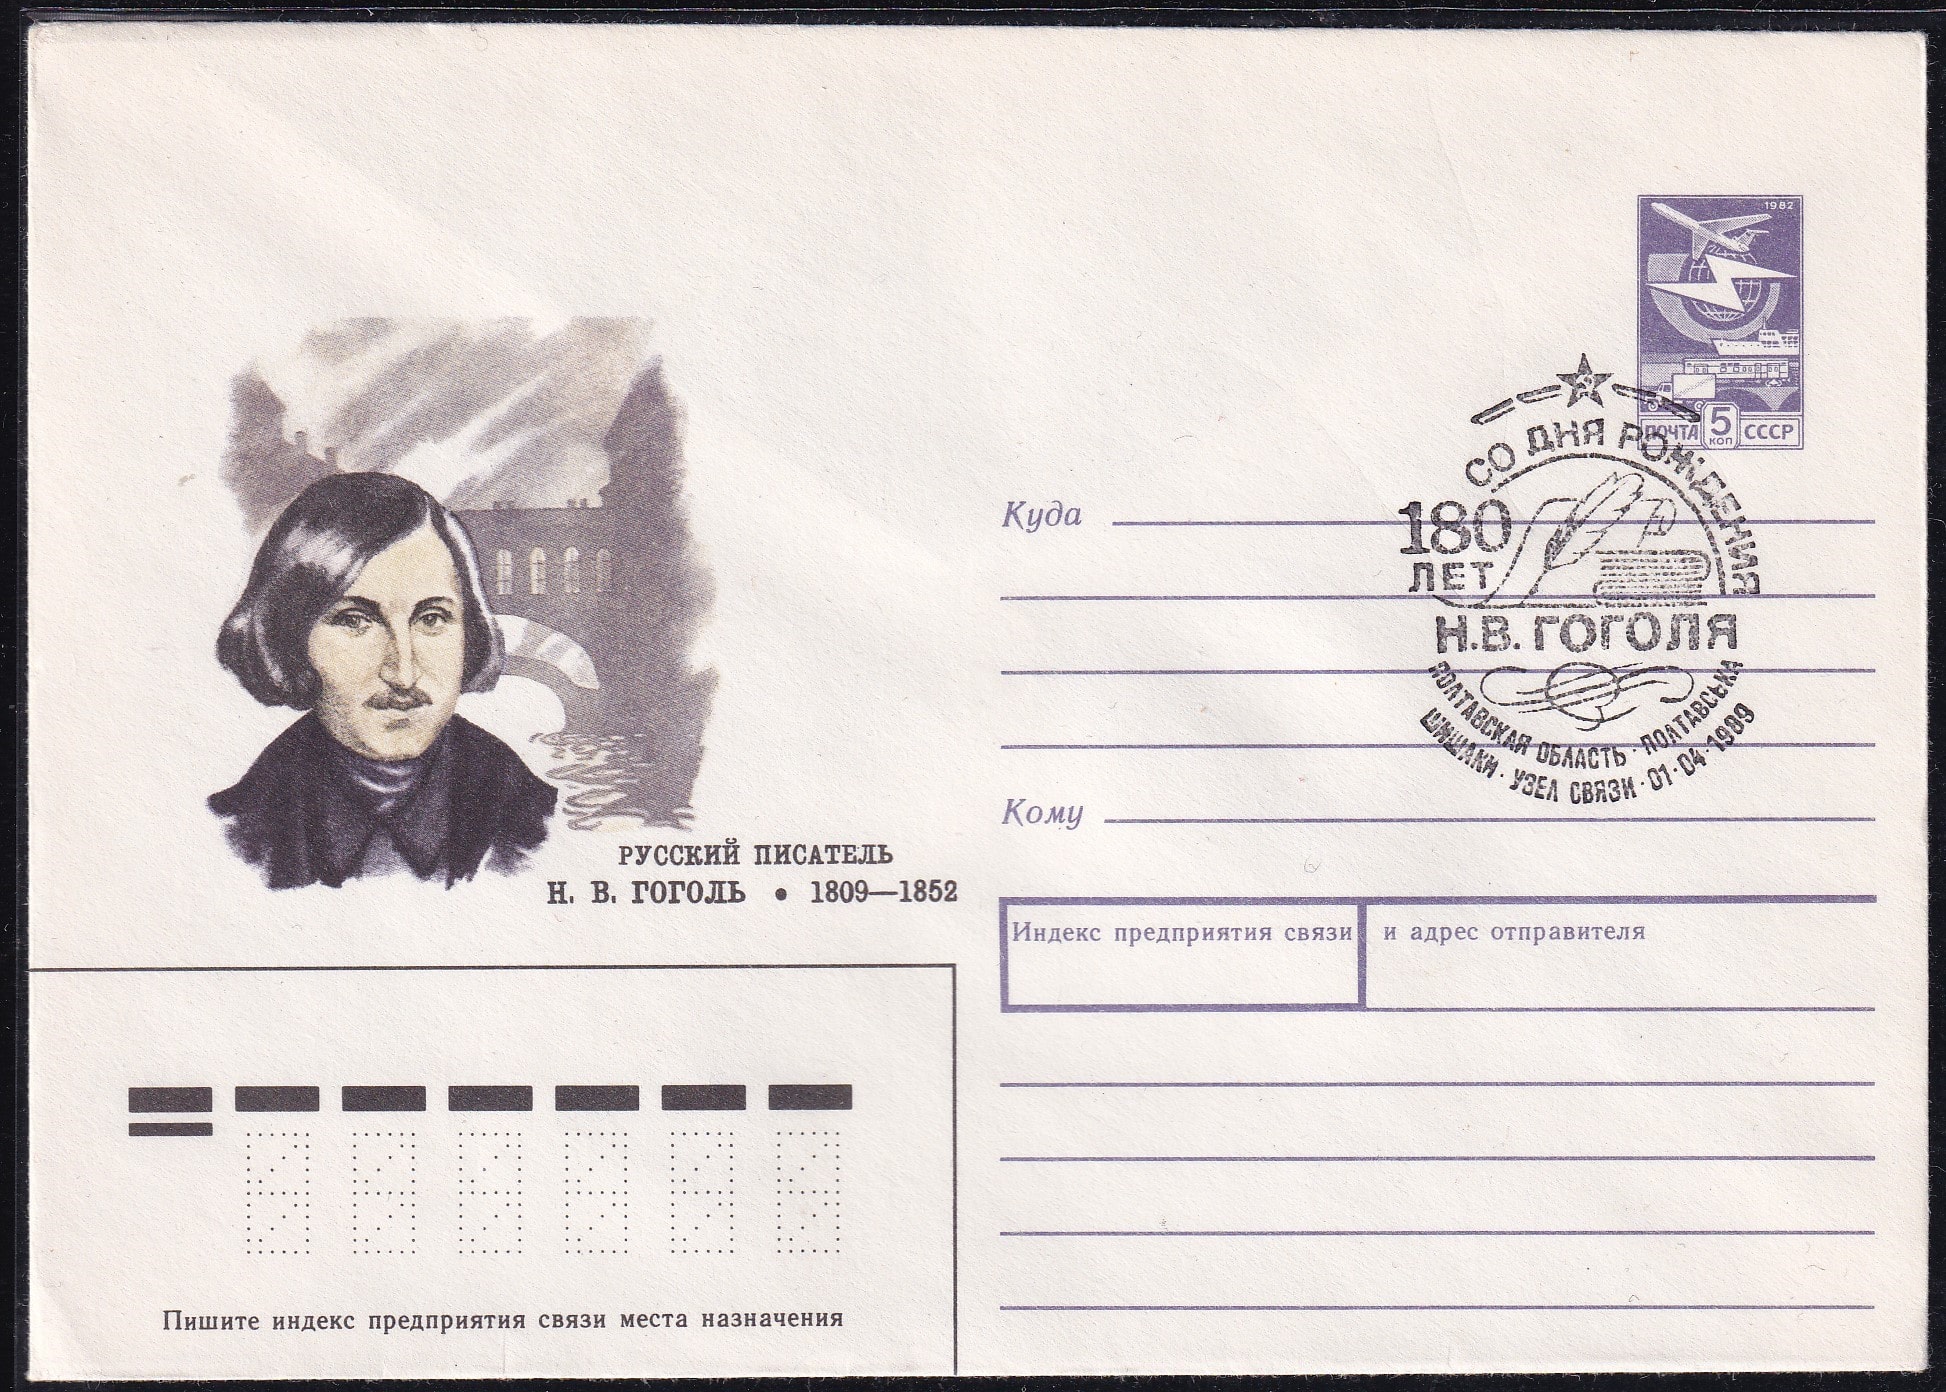 1982
ПОЧТА 5 КОП СССР
СО ДНЯ РОЖДЕНИЯ
180
ЛЕТ
Н.В. ГОГОЛЯ
ПОЛТАВСКАЯ ОБЛАСТЬ · ПОЛТАВСЬКА
ШИШАКИ · УЗЕЛ СВЯЗИ · 01·04·1989
Куда
Кому
РУССКИЙ ПИСАТЕЛЬ
Н. В. ГОГОЛЬ • 1809—1852
Индекс предприятия связи и адрес отправителя
Пишите индекс предприятия связи места назначения